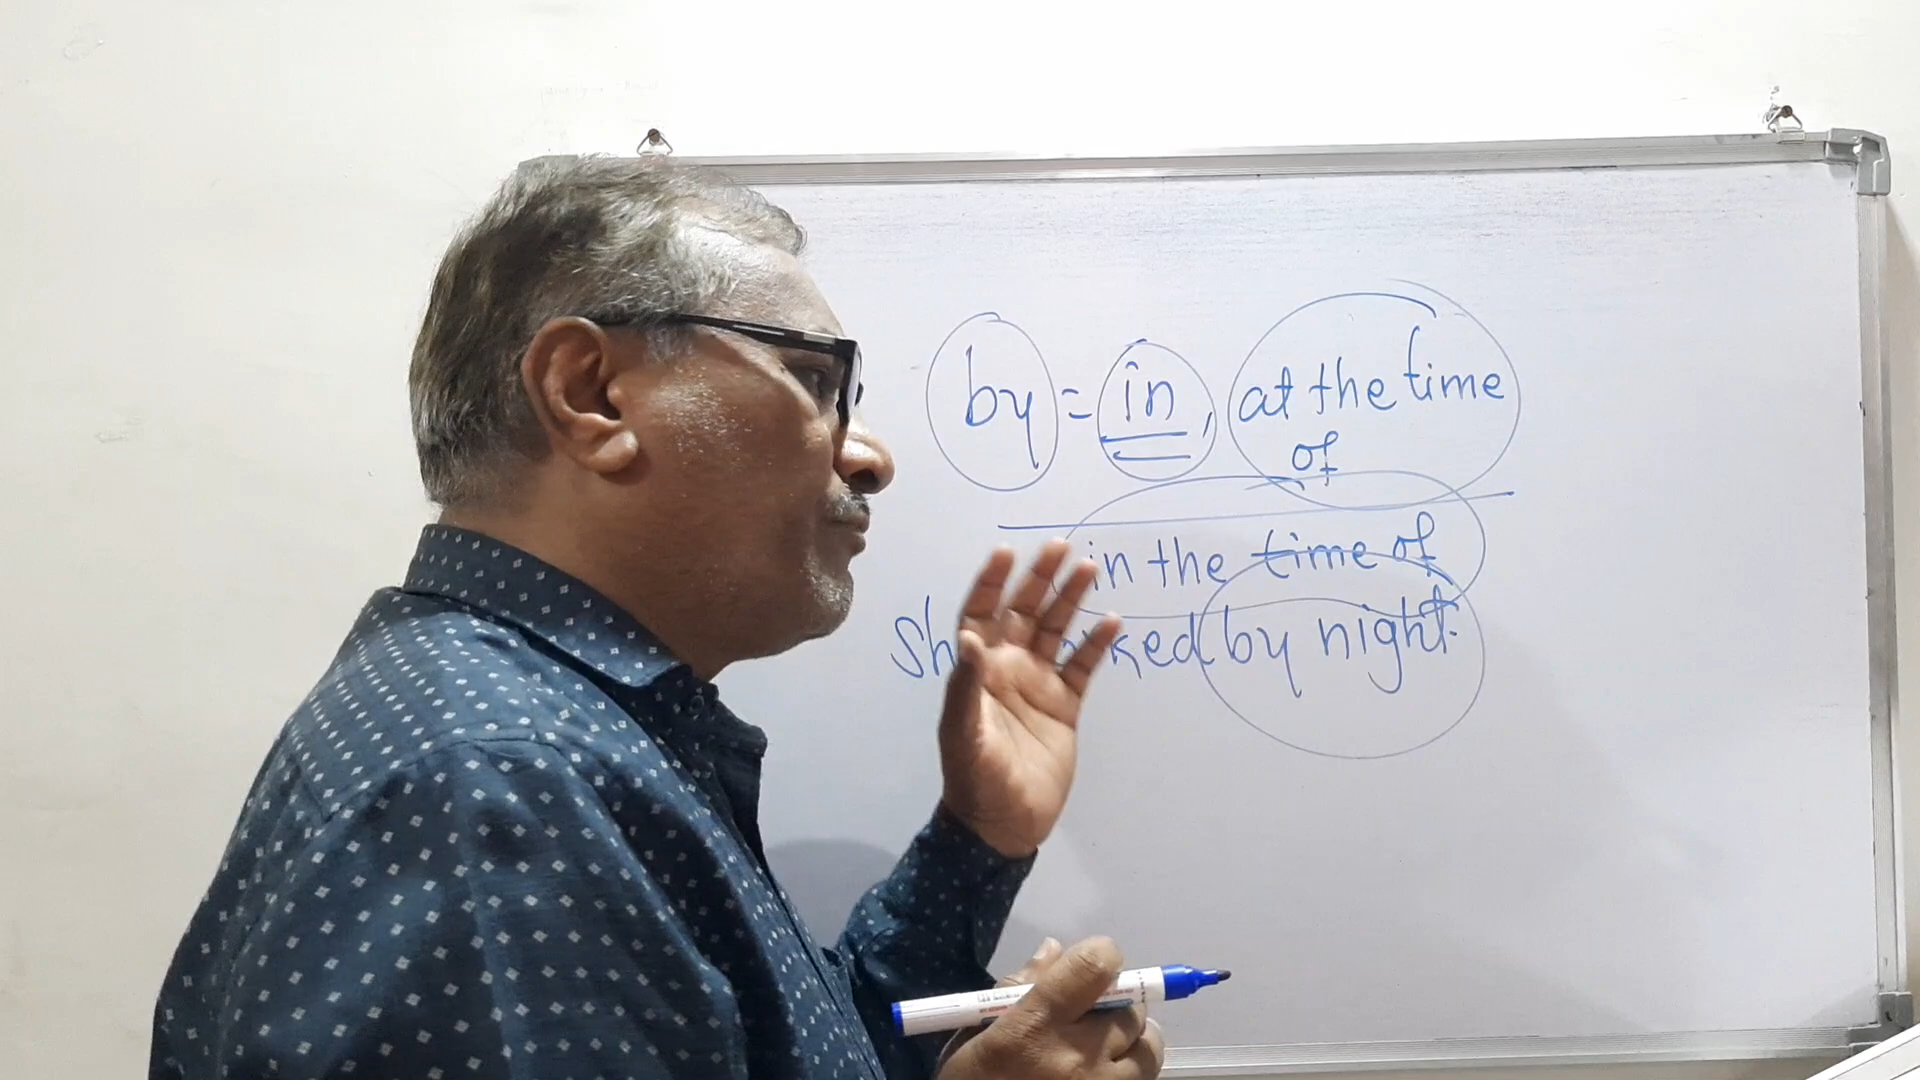 by = in, at the time
of
in the time of
Sh ked by night.